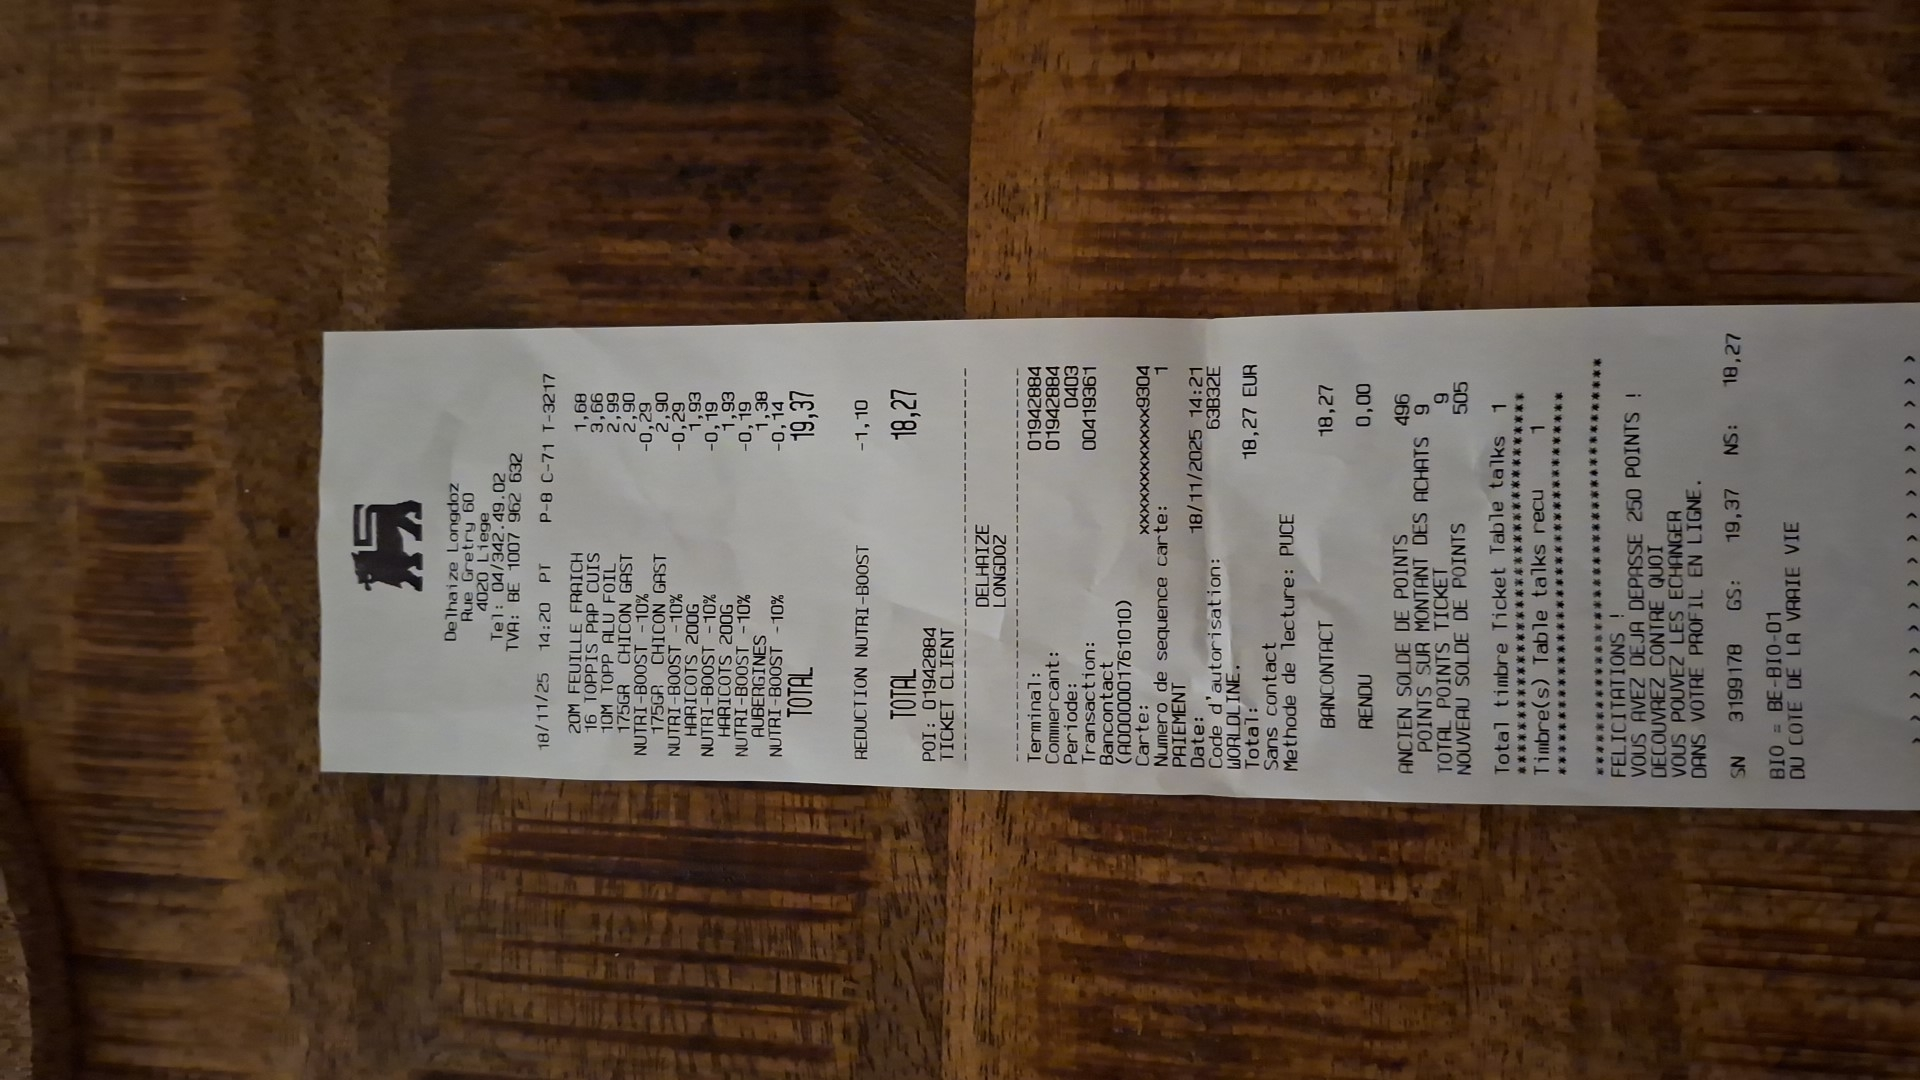 Delhaize Longdoz
Rue Gretry 60
4020 Liege
Tel: 04/342.49.02
TVA: BE 1007 962 632
18/11/25 14:20 PT P-8 C-71 T-3217
20M FEUILLE FRAICH 1,68
16 TOPPIS PAP CUIS 3,66
10M TOPP ALU FOIL 2,99
175GR CHICON GAST 2,90
NUTRI-BOOST -10% -0,29
175GR CHICON GAST 2,90
NUTRI-BOOST -10% -0,29
HARICOTS 200G 1,93
NUTRI-BOOST -10% -0,19
HARICOTS 200G 1,93
NUTRI-BOOST -10% -0,19
AUBERGINES 1,38
NUTRI-BOOST -10% -0,14
TOTAL 19,37
REDUCTION NUTRI-BOOST -1,10
TOTAL 18,27
POI: 01942884
TICKET CLIENT
--------------------------------
DELHAIZE
LONGDOZ
--------------------------------
Terminal: 01942884
Commercant: 01942884
Periode: 0403
Transaction: 00419361
Bancontact
(A0000001761010)
Carte: xxxxxxxxxxxxxxx9304
Numero de sequence carte: 1
PAIEMENT
Date: 18/11/2025 14:21
Code d'autorisation: 63B32E
WORLDLINE.
Total: 18,27 EUR
Sans contact
Methode de lecture: PUCE
BANCONTACT 18,27
RENDU 0,00
ANCIEN SOLDE DE POINTS 496
POINTS SUR MONTANT DES ACHATS 9
TOTAL POINTS TICKET 9
NOUVEAU SOLDE DE POINTS 505
Total timbre Ticket Table talks 1
************************************
Timbre(s) Table talks recu 1
************************************
****************************************
FELICITATIONS !
VOUS AVEZ DEJA DEPASSE 250 POINTS !
DECOUVREZ CONTRE QUOI
VOUS POUVEZ LES ECHANGER
DANS VOTRE PROFIL EN LIGNE.
SN 3199178 GS: 19,37 NS: 18,27
BIO = BE-BIO-01
DU COTE DE LA VRAIE VIE